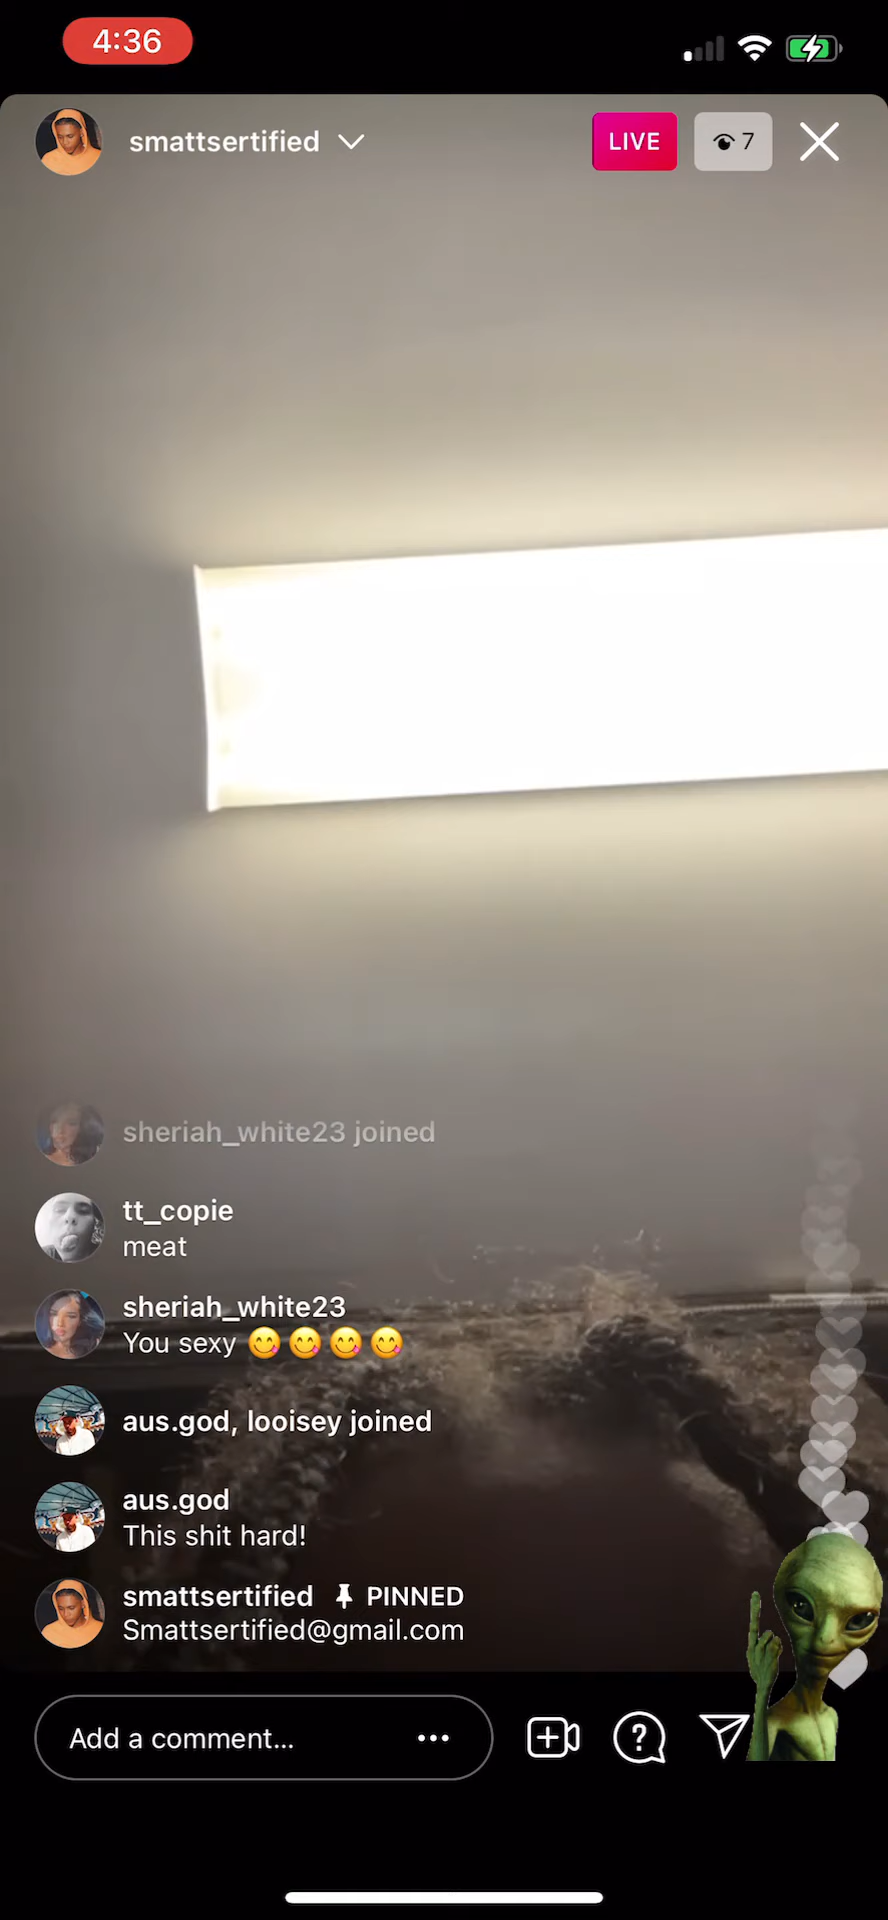 4:36
smattsertified
LIVE
7
sheriah_white23 joined
tt_copie
meat
sheriah_white23
You sexy 😋 😋 😋 😋
aus.god, looisey joined
aus.god
This shit hard!
smattsertified PINNED
Smattsertified@gmail.com
Add a comment...